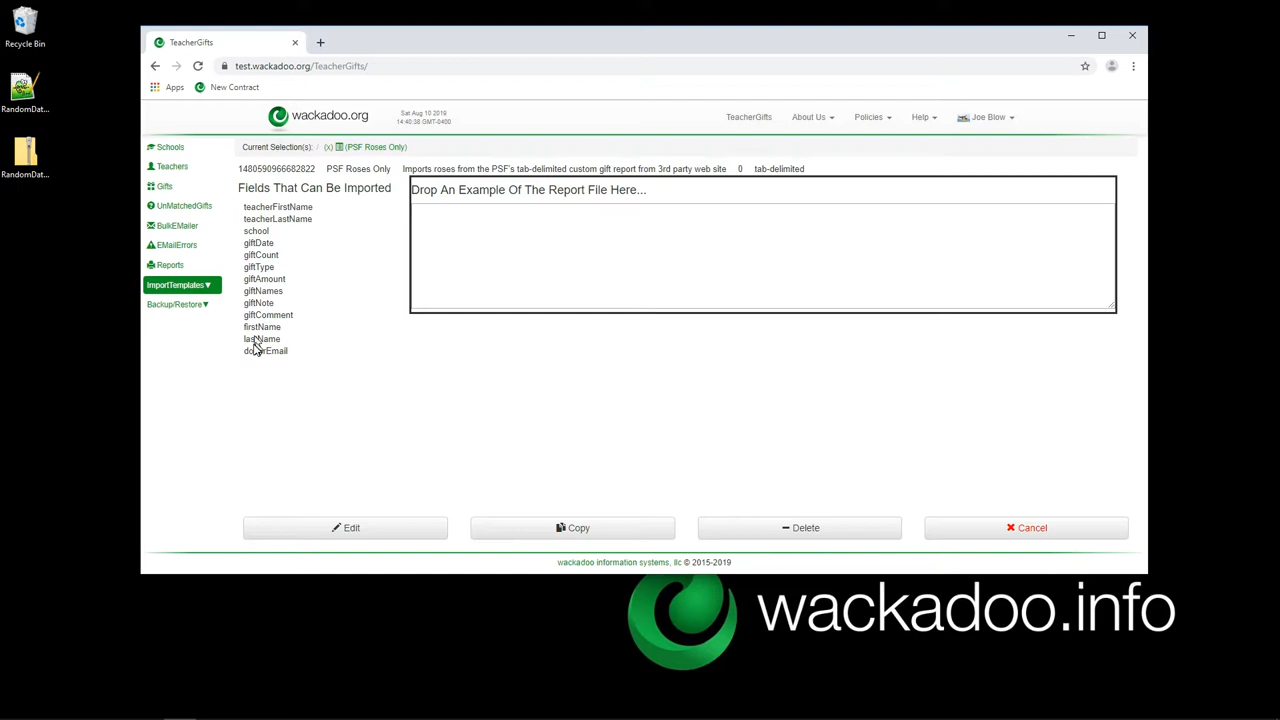 Recycle Bin
RandomDat...
RandomDat...
TeacherGifts
test.wackadoo.org/TeacherGifts/
Apps
New Contract
wackadoo.org
Sat Aug 10 2019
14:40:38 GMT-0400
TeacherGifts
About Us
Policies
Help
Joe Blow
Schools
Teachers
Gifts
UnMatchedGifts
BulkEMailer
EMailErrors
Reports
ImportTemplates▼
Backup/Restore▼
Current Selection(s): / (x) (PSF Roses Only)
1480590966682822 PSF Roses Only Imports roses from the PSF's tab-delimited custom gift report from 3rd party web site 0 tab-delimited
Fields That Can Be Imported
teacherFirstName
teacherLastName
school
giftDate
giftCount
giftType
giftAmount
giftNames
giftNote
giftComment
firstName
lastName
donorEmail
Drop An Example Of The Report File Here...
Edit
Copy
Delete
Cancel
wackadoo information systems, llc © 2015-2019
wackadoo.info